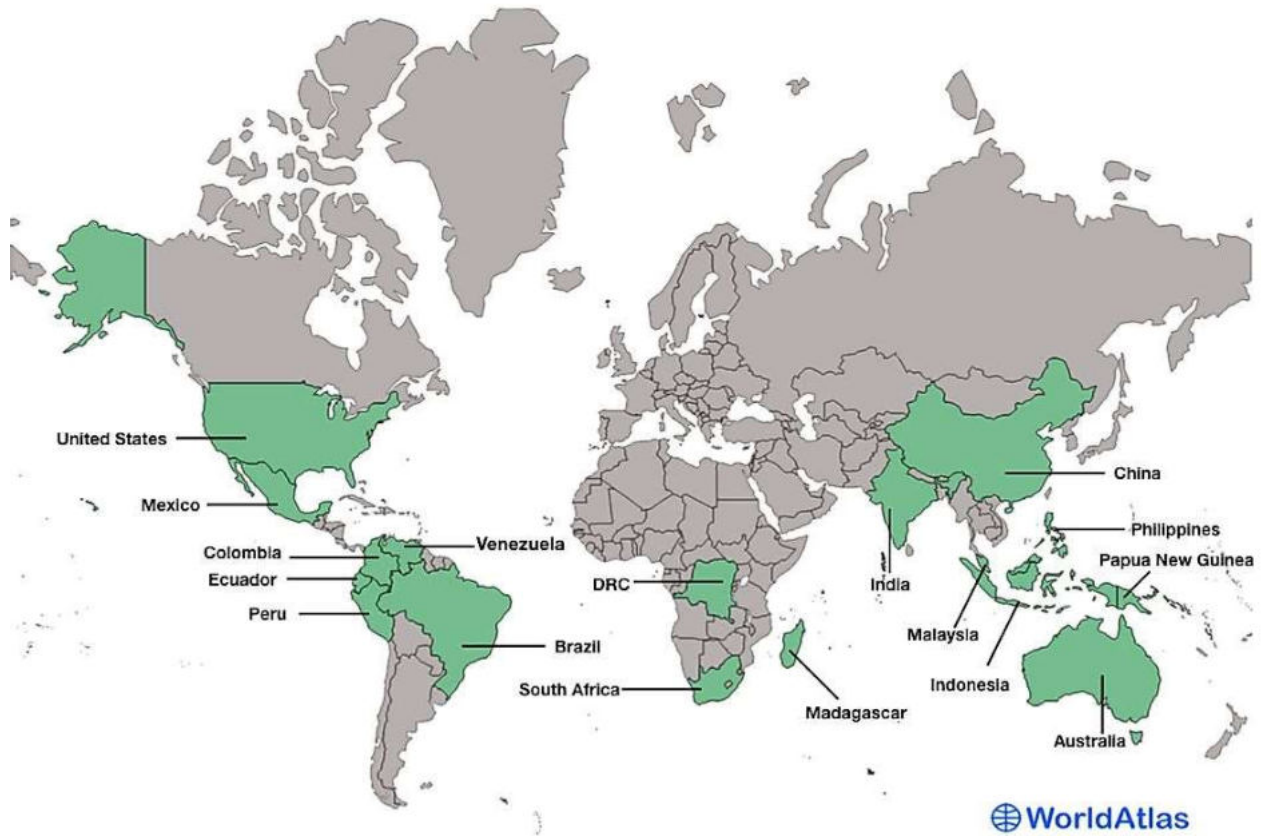 United States
China
Mexico
Philippines
Venezuela
Colombia
Papua New Guinea
Ecuador
DRC
India
Peru
Malaysia
Brazil
Indonesia
South Africa
Madagascar
Australia
WorldAtlas